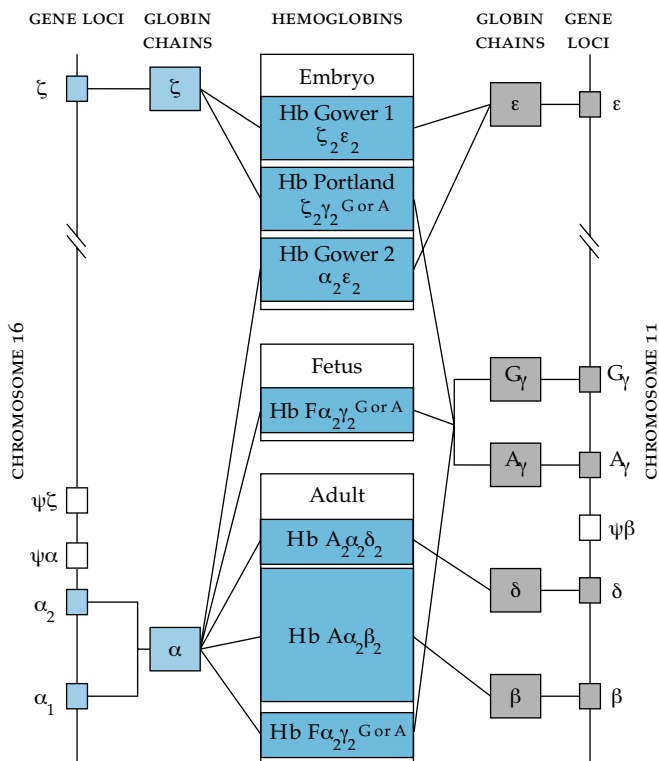 GENE LOCI
GLOBIN
CHAINS
HEMOGLOBINS
GLOBIN
CHAINS
GENE
LOCI
Embryo
ζ
ζ
Hb Gower 1
ζ₂ε₂
ε
ε
Hb Portland
ζ₂γ₂ᴳ ᵒʳ ᴬ
Hb Gower 2
α₂ε₂
CHROMOSOME 16
CHROMOSOME 11
Fetus
Hb Fα₂γ₂ᴳ ᵒʳ ᴬ
Gγ
Gγ
Aγ
Aγ
Adult
ψζ
ψβ
Hb A₂α₂δ₂
ψα
α₂
δ
δ
Hb Aα₂β₂
α
α₁
β
β
Hb Fα₂γ₂ᴳ ᵒʳ ᴬ